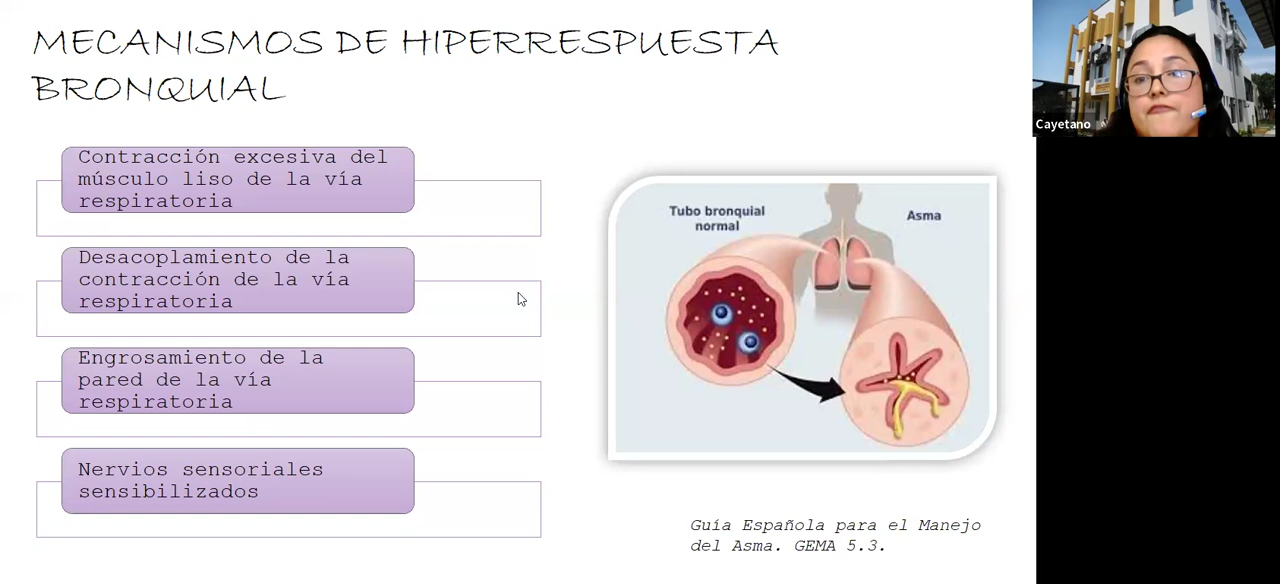 MECANISMOS DE HIPERRESPUESTA
BRONQUIAL
Contracción excesiva del
músculo liso de la vía
respiratoria
Desacoplamiento de la
contracción de la vía
respiratoria
Engrosamiento de la
pared de la vía
respiratoria
Nervios sensoriales
sensibilizados
Tubo bronquial
normal
Asma
Guía Española para el Manejo
del Asma. GEMA 5.3.
Cayetano